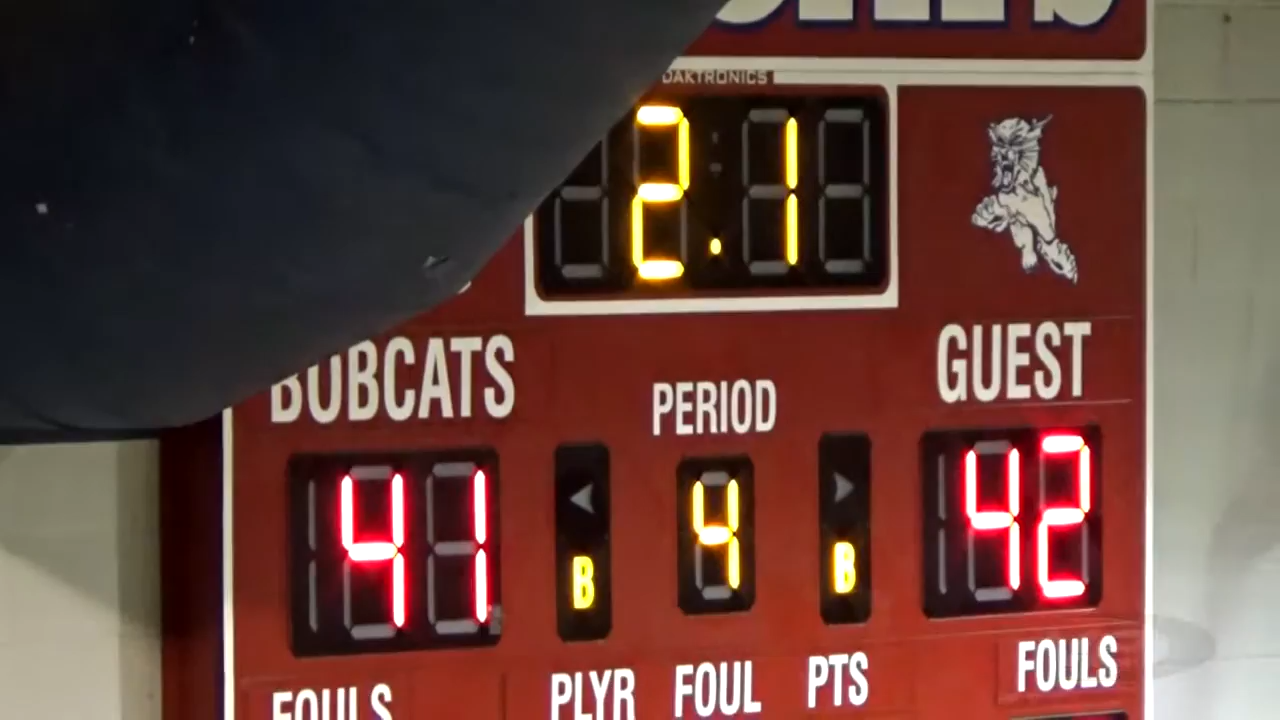 DAKTRONICS
2.1
BOBCATS
PERIOD
GUEST
41
B
4
B
42
FOULS
PLYR
FOUL
PTS
FOULS